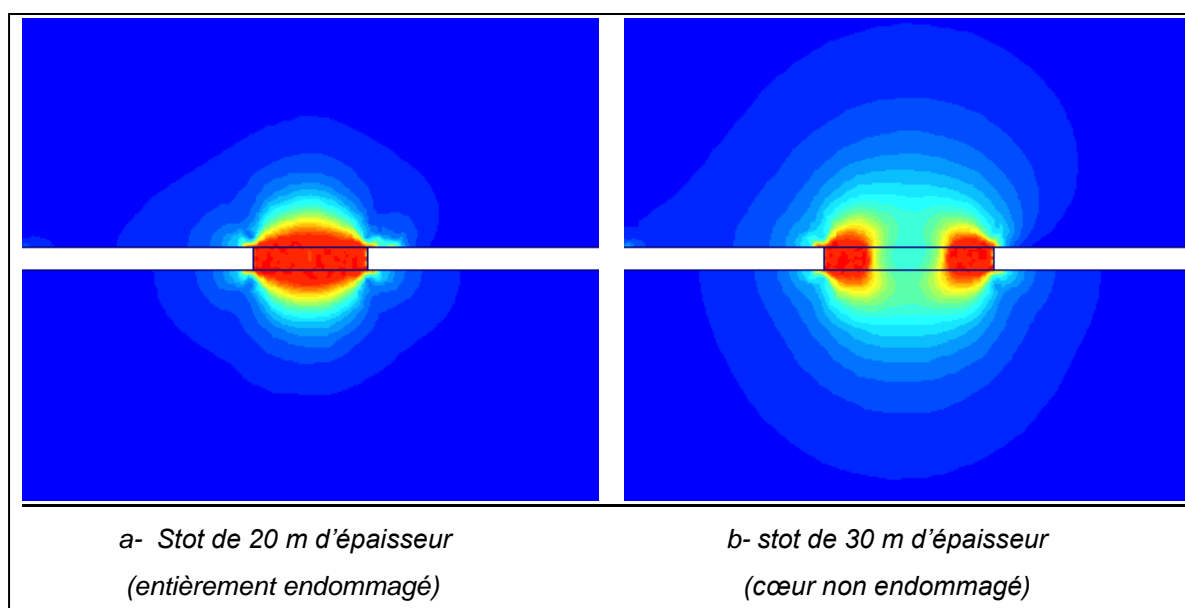 a- Stot de 20 m d'épaisseur
(entièrement endommagé)
b- stot de 30 m d'épaisseur
(cœur non endommagé)